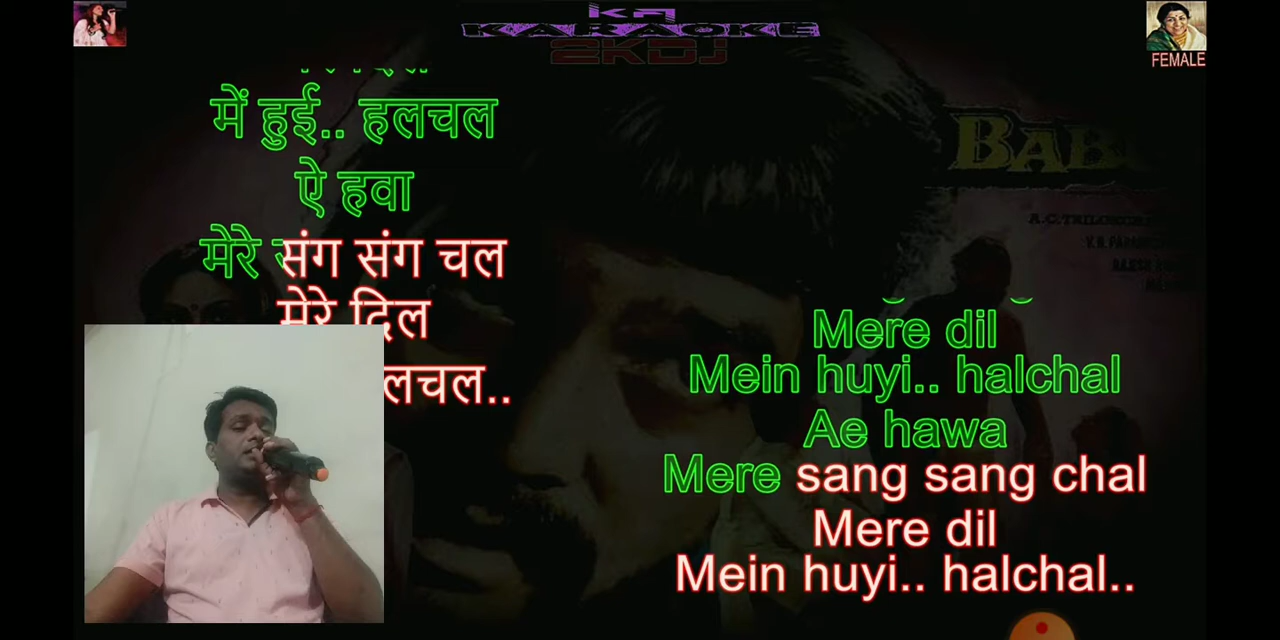 KARAOKE
2KDJ
FEMALE
में हुई.. हलचल
ऐ हवा
मेरे संग संग चल
मेरे दिल
लचल..
Mere dil
Mein huyi.. halchal
Ae hawa
Mere sang sang chal
Mere dil
Mein huyi.. halchal..